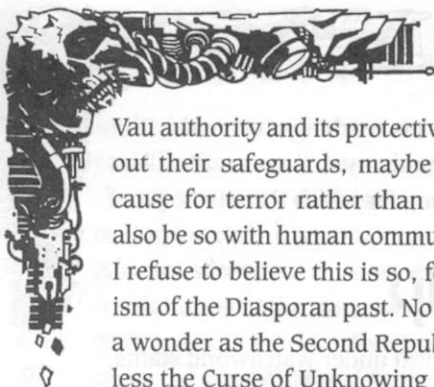 Vau authority and its protectiv
out their safeguards, maybe
cause for terror rather than
also be so with human commu
I refuse to believe this is so, f
ism of the Diasporan past. No
a wonder as the Second Repu
less the Curse of Unkowing